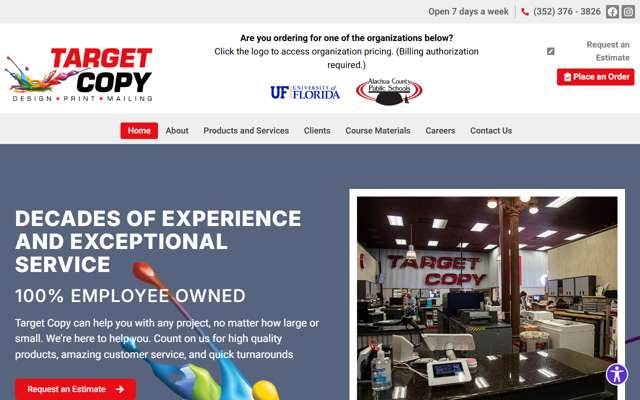 Open 7 days a week
(352) 376 - 3826
TARGET
COPY
DESIGN • PRINT • MAILING
Are you ordering for one of the organizations below?
Click the logo to access organization pricing. (Billing authorization
required.)
UF UNIVERSITY of
FLORIDA
Alachua County
Public Schools
Request an
Estimate
Place an Order
Home
About
Products and Services
Clients
Course Materials
Careers
Contact Us
DECADES OF EXPERIENCE
AND EXCEPTIONAL
SERVICE
100% EMPLOYEE OWNED
Target Copy can help you with any project, no matter how large or
small. We're here to help you. Count on us for high quality
products, amazing customer service, and quick turnarounds
Request an Estimate
TARGET
COPY